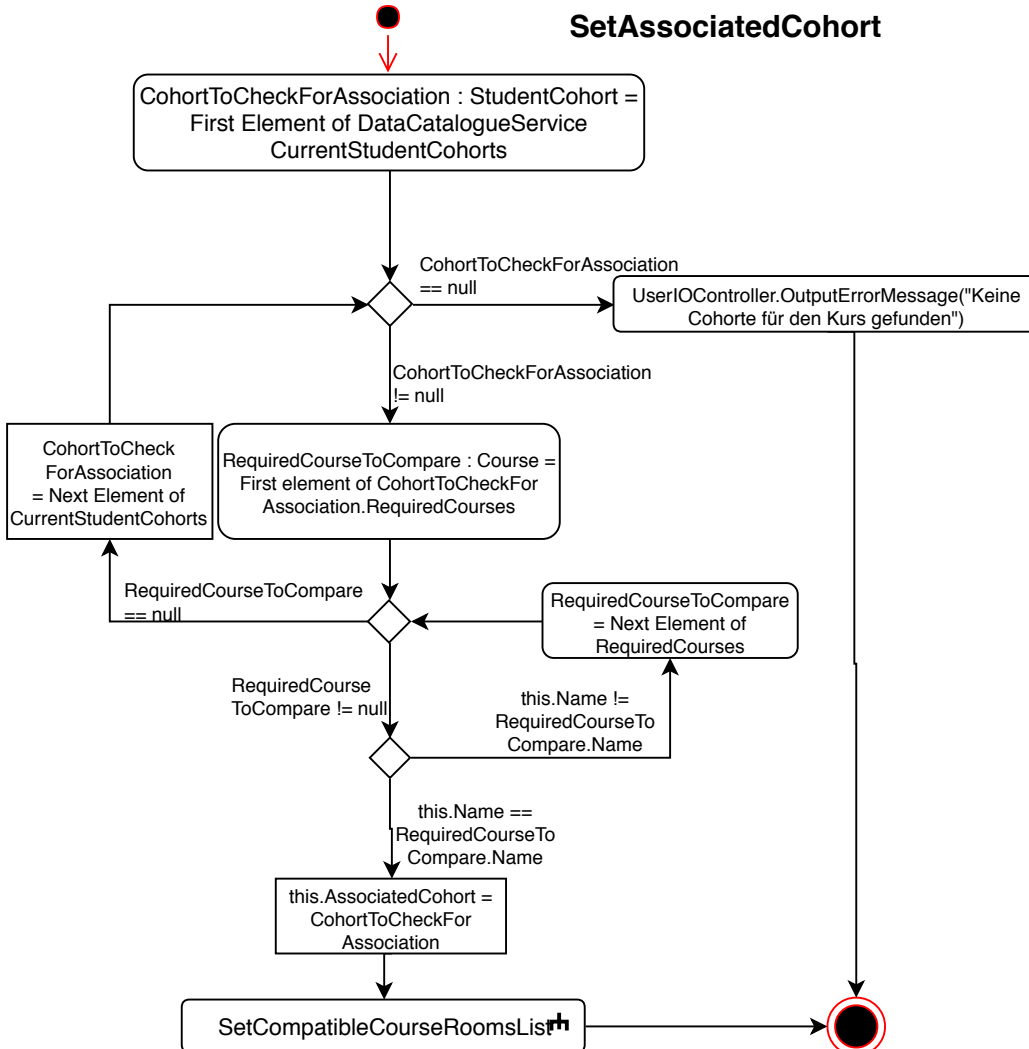 SetAssociatedCohort
CohortToCheckForAssociation : StudentCohort =
First Element of DataCatalogueService
CurrentStudentCohorts
CohortToCheckForAssociation
== null
UserIOController.OutputErrorMessage("Keine
Cohorte für den Kurs gefunden")
CohortToCheckForAssociation
!= null
CohortToCheck
ForAssociation
= Next Element of
CurrentStudentCohorts
RequiredCourseToCompare : Course =
First element of CohortToCheckFor
Association.RequiredCourses
RequiredCourseToCompare
== null
RequiredCourseToCompare
= Next Element of
RequiredCourses
RequiredCourse
ToCompare != null
this.Name !=
RequiredCourseTo
Compare.Name
this.Name ==
RequiredCourseTo
Compare.Name
this.AssociatedCohort =
CohortToCheckFor
Association
SetCompatibleCourseRoomsList